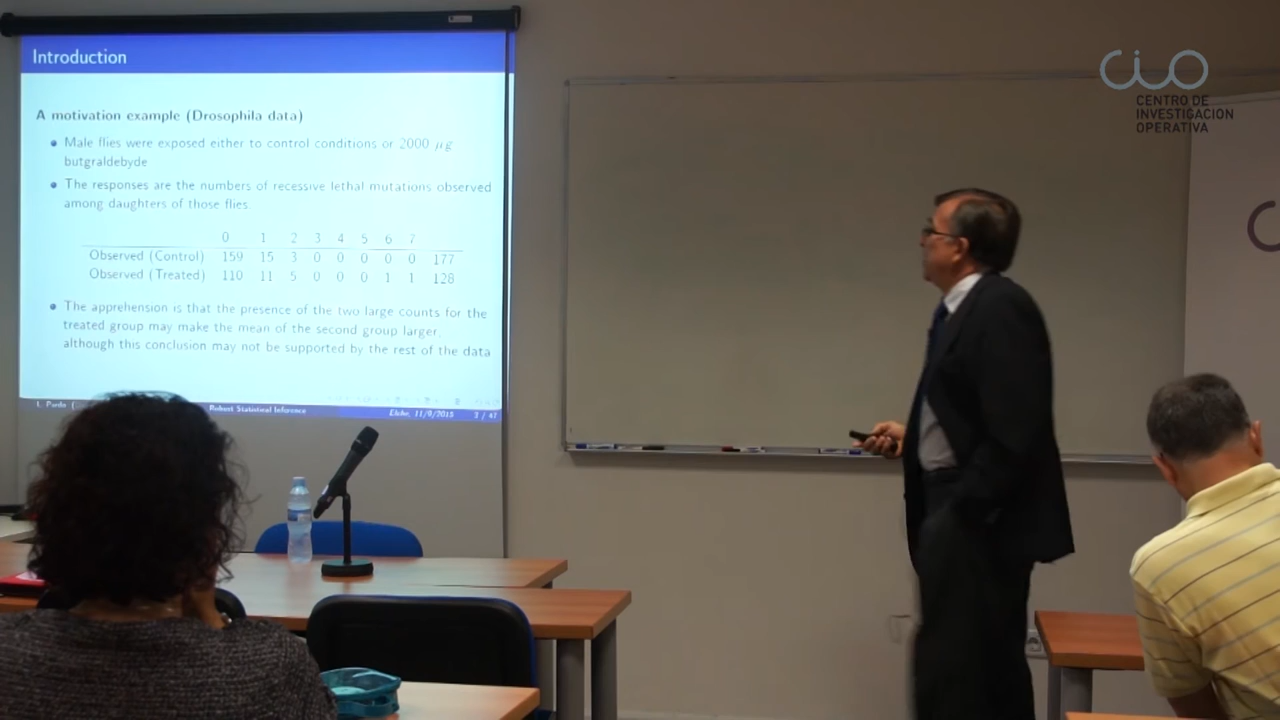 Introduction
A motivation example (Drosophila data)
Male flies were exposed either to control conditions or 2000 µg
butgraldebyde
The responses are the numbers of recessive lethal mutations observed
among daughters of those flies.
0 1 2 3 4 5 6 7
Observed (Control) 159 15 3 0 0 0 0 0 177
Observed (Treated) 110 11 5 0 0 0 1 1 128
The apprehension is that the presence of the two large counts for the
treated group may make the mean of the second group larger,
although this conclusion may not be supported by the rest of the data
I. Pardo Robust Statistical Inference Elche, 11/9/2015 3 / 47
CIO
CENTRO DE
INVESTIGACION
OPERATIVA